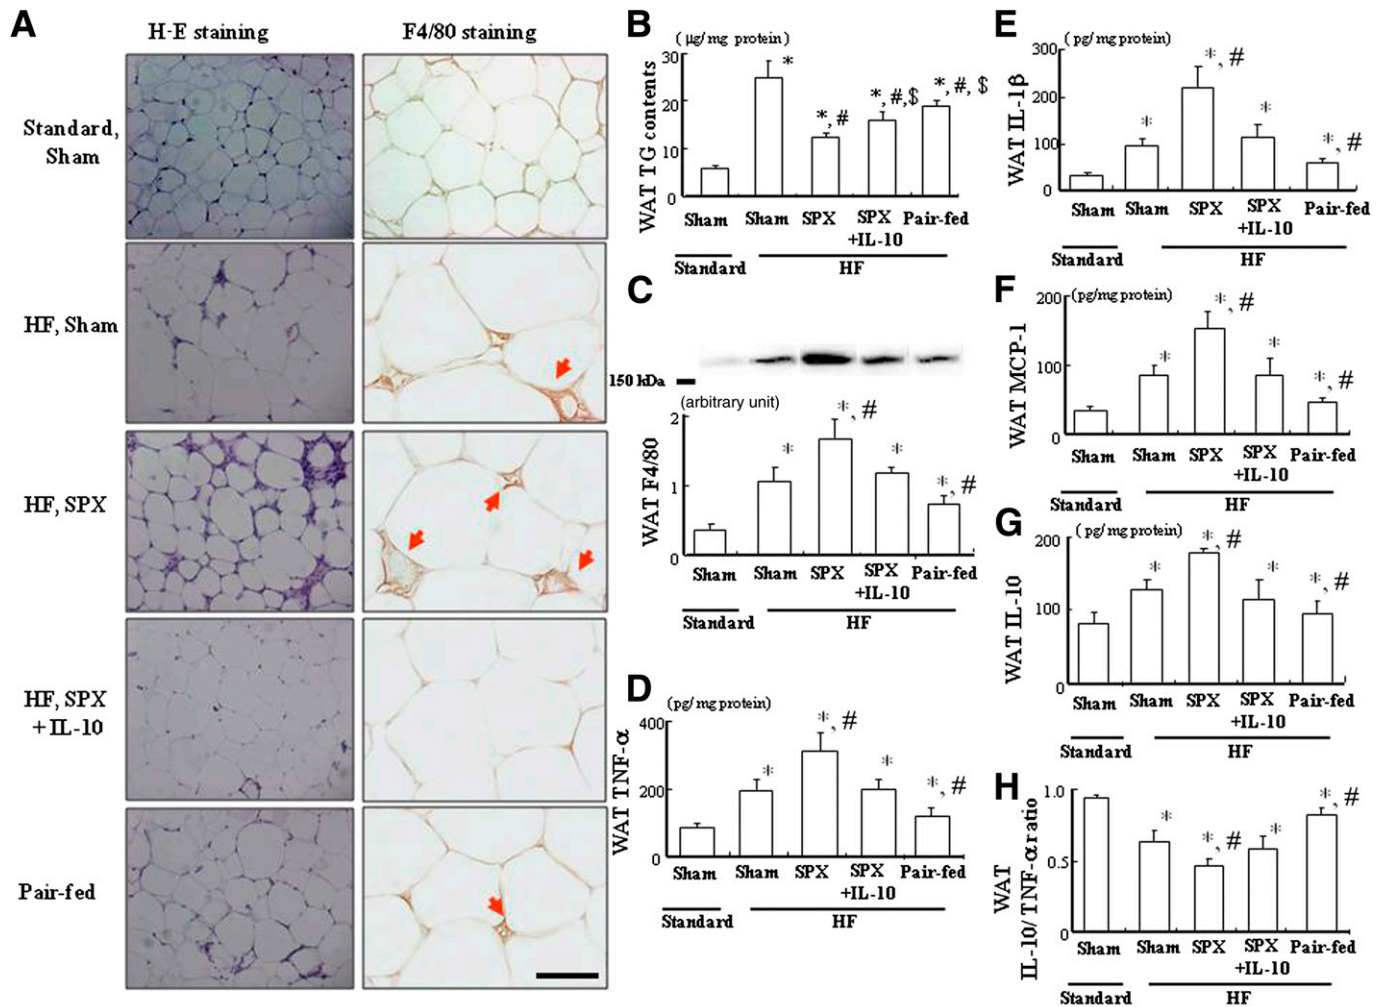 A
H-E staining
F4/80 staining
Standard,
Sham
HF, Sham
HF, SPX
HF, SPX
+ IL-10
Pair-fed
B
( μg/mg protein)
WAT TG contents
30
20
10
0
*
*, #
*, #,$
*, #, $
Sham
Sham
SPX
SPX
+IL-10
Pair-fed
Standard
HF
C
150 kDa
(arbitrary unit)
WAT F4/80
2
1
0
*
*, #
*
*, #
Sham
Sham
SPX
SPX
+IL-10
Pair-fed
Standard
HF
D
(pg/mg protein)
WAT TNF-α
400
200
0
*
*, #
*
*, #
Sham
Sham
SPX
SPX
+IL-10
Pair-fed
Standard
HF
E
(pg/mg protein)
WAT IL-1β
300
200
100
0
*
*, #
*
*, #
Sham
Sham
SPX
SPX
+IL-10
Pair-fed
Standard
HF
F
(pg/mg protein)
WAT MCP-1
200
100
0
*
*, #
*
*, #
Sham
Sham
SPX
SPX
+IL-10
Pair-fed
Standard
HF
G
( pg/mg protein)
WAT IL-10
200
100
0
*
*, #
*
*, #
Sham
Sham
SPX
SPX
+IL-10
Pair-fed
Standard
HF
H
WAT
IL-10/ TNF-α ratio
1.0
0.5
0
*
*, #
*
*, #
Sham
Sham
SPX
SPX
+IL-10
Pair-fed
Standard
HF